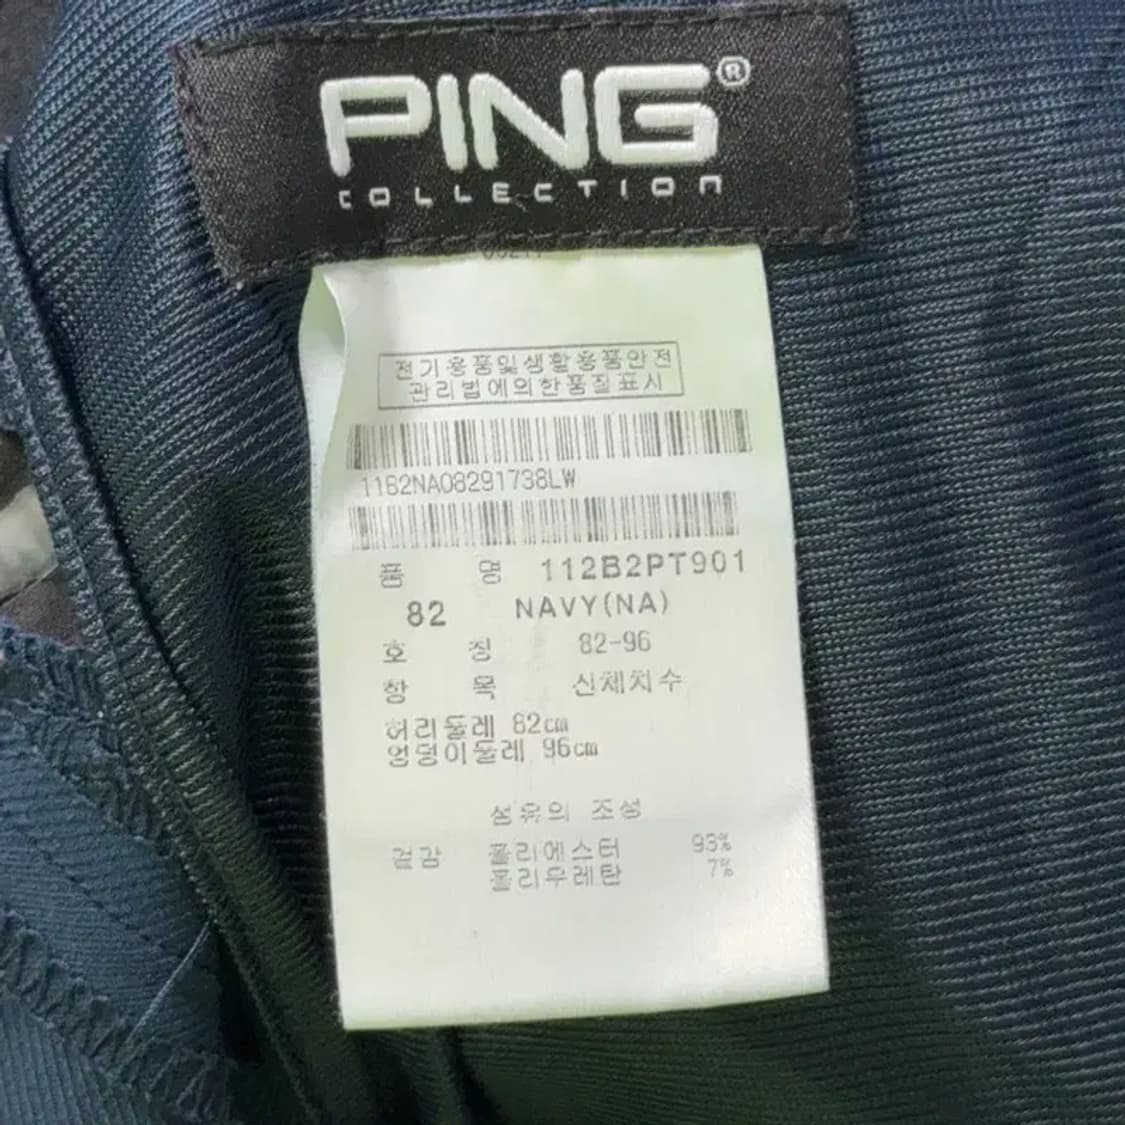 PING®
COLLECTION
전기용품및생활용품안전
관리법에의한품질표시
11B2NA08291738LW
품 명 112B2PT901
82 NAVY(NA)
호 칭 82-96
항 목 신체치수
허리둘레 82cm
엉덩이둘레 96cm
섬유의 조성
겉감 폴리에스터 93%
폴리우레탄 7%